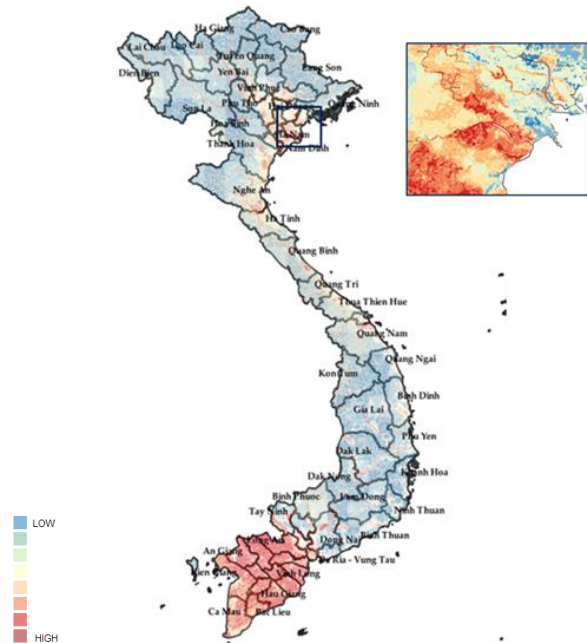 Ha Giang
Cao Bang
Lai Chau
Lao Cai
Tuyen Quang
Dien Bien
Yen Bai
Lang Son
Vinh Phuc
Phu Tho
Quang Ninh
Son La
Hoa Binh
Ha Nam
Thanh Hoa
Nam Dinh
Nghe An
Ha Tinh
Quang Binh
Quang Tri
Thua Thien Hue
Quang Nam
Quang Ngai
Kon Tum
Binh Dinh
Gia Lai
Phu Yen
Dak Lak
Khanh Hoa
Dak Nong
Binh Phuoc
Lam Dong
Tay Ninh
Ninh Thuan
LOW
Dong Nai
Binh Thuan
Long An
An Giang
Ba Ria - Vung Tau
Kien Giang
Vinh Long
Hau Giang
Ca Mau
Bac Lieu
HIGH